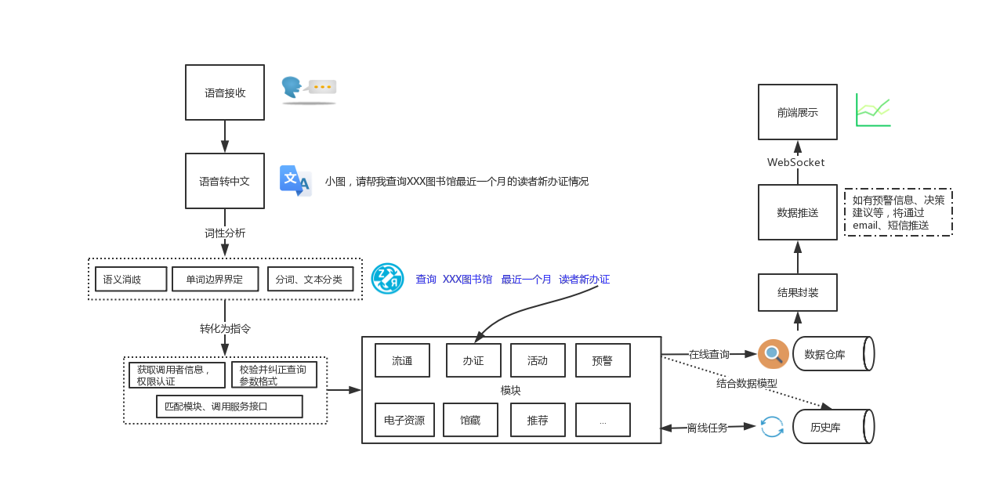 语音接收
语音转中文
小图，请帮我查询XXX图书馆最近一个月的读者新办证情况
词性分析
语义消歧
单词边界界定
分词、文本分类
查询 XXX图书馆 最近一个月 读者新办证
转化为指令
获取调用者信息，
权限认证
校验并纠正查询
参数格式
匹配模块、调用服务接口
流通
办证
活动
预警
模块
电子资源
馆藏
推荐
...
在线查询
结合数据模型
离线任务
数据仓库
历史库
结果封装
数据推送
如有预警信息、决策
建议等，将通过
email、短信推送
WebSocket
前端展示